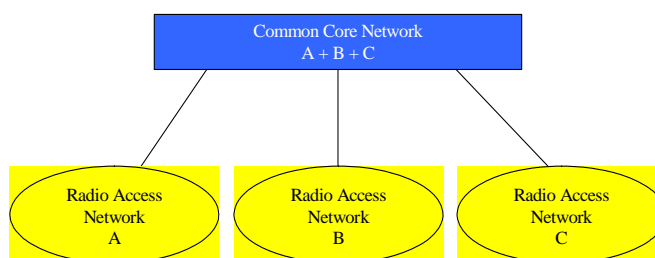 Common Core Network
A + B + C
Radio Access
Network
A
Radio Access
Network
B
Radio Access
Network
C